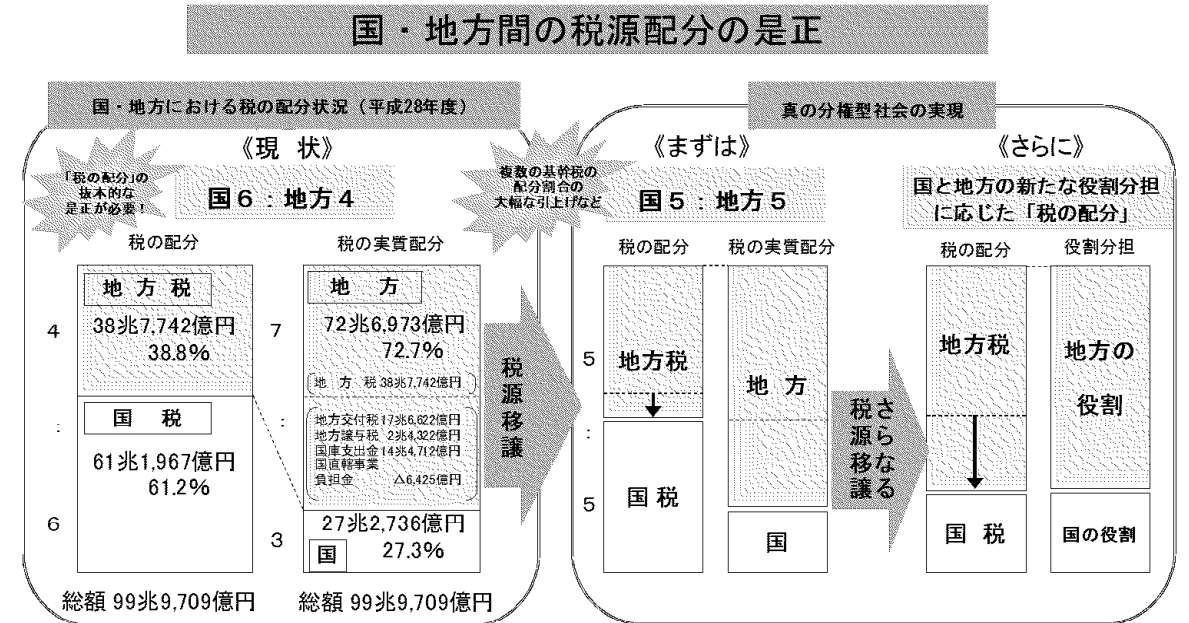 国・地方間の税源配分の是正
国・地方における税の配分状況（平成28年度）
《現　状》
「税の配分」の
抜本的な
是正が必要！
国６：地方４
税の配分
税の実質配分
4
：
6
地 方 税
38兆7,742億円
38.8%
国　税
61兆1,967億円
61.2%
総額 99兆9,709億円
7
：
3
地　方
72兆6,973億円
72.7%
地　方　税 38兆7,742億円
地方交付税 17兆6,622億円
地方譲与税　2兆4,322億円
国庫支出金 14兆4,712億円
国直轄事業
負担金　　　△6,425億円
27兆2,736億円
国　27.3%
総額 99兆9,709億円
税源移譲
複数の基幹税の
配分割合の
大幅な引上げなど
真の分権型社会の実現
《まずは》
国５：地方５
税の配分
税の実質配分
5
：
5
地方税
国 税
地 方
国
さらなる
税源移譲
《さらに》
国と地方の新たな役割分担
に応じた「税の配分」
税の配分
役割分担
地方税
国 税
地方の
役割
国の役割